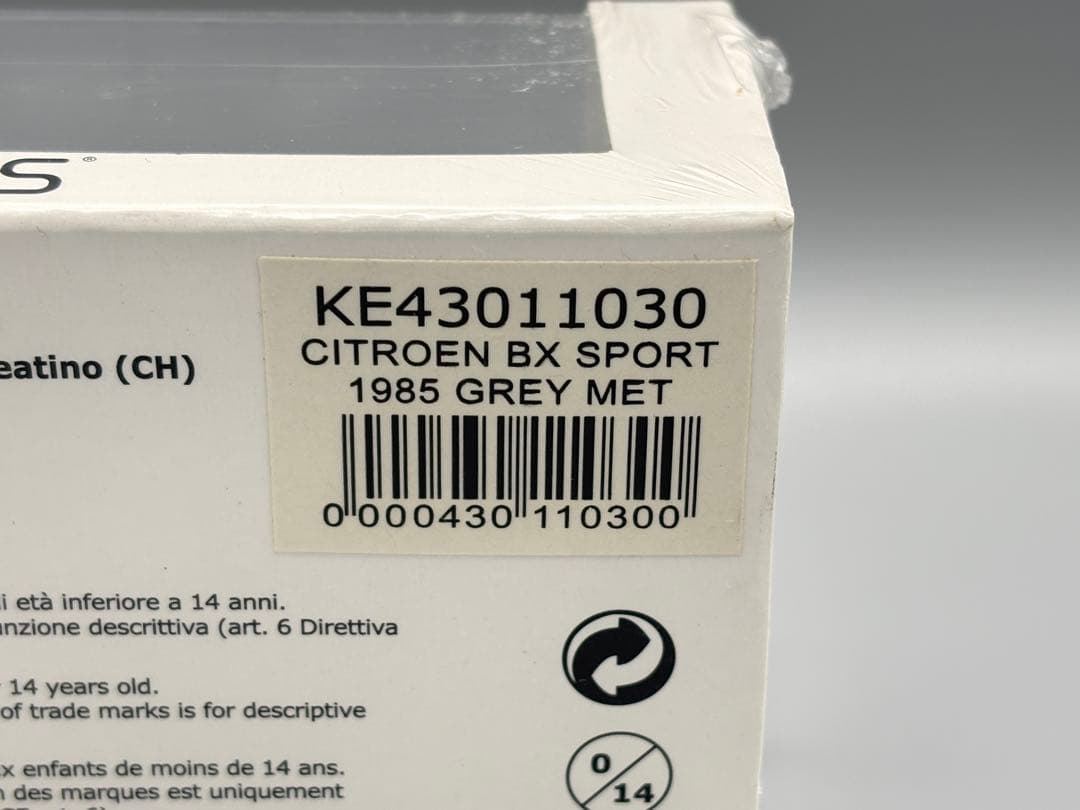 S®
KE43011030
CITROEN BX SPORT
1985 GREY MET
0 000430 110300
(CH)
età inferiore a 14 anni.
descrittiva (art. 6 Direttiva
14 years old.
of trade marks is for descriptive
enfants de moins de 14 ans.
des marques est uniquement
0
14